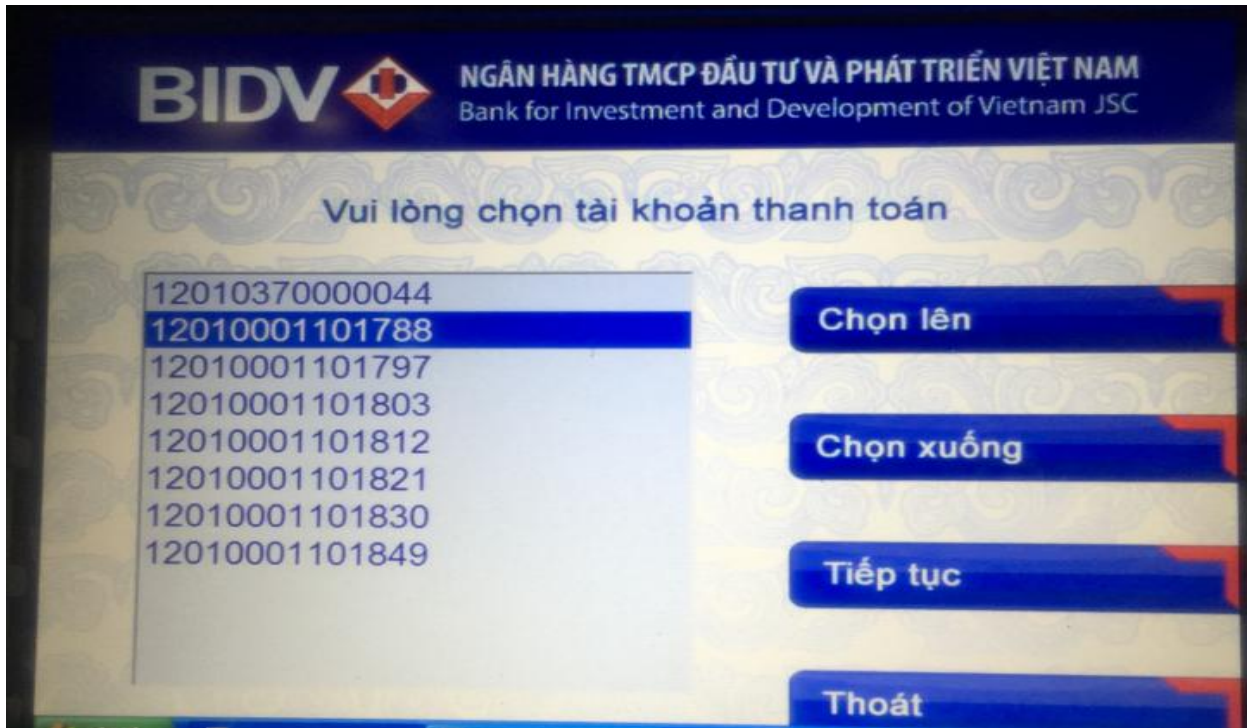 BIDV
NGÂN HÀNG TMCP ĐẦU TƯ VÀ PHÁT TRIỂN VIỆT NAM
Bank for Investment and Development of Vietnam JSC
Vui lòng chọn tài khoản thanh toán
12010370000044
12010001101788
12010001101797
12010001101803
12010001101812
12010001101821
12010001101830
12010001101849
Chọn lên
Chọn xuống
Tiếp tục
Thoát